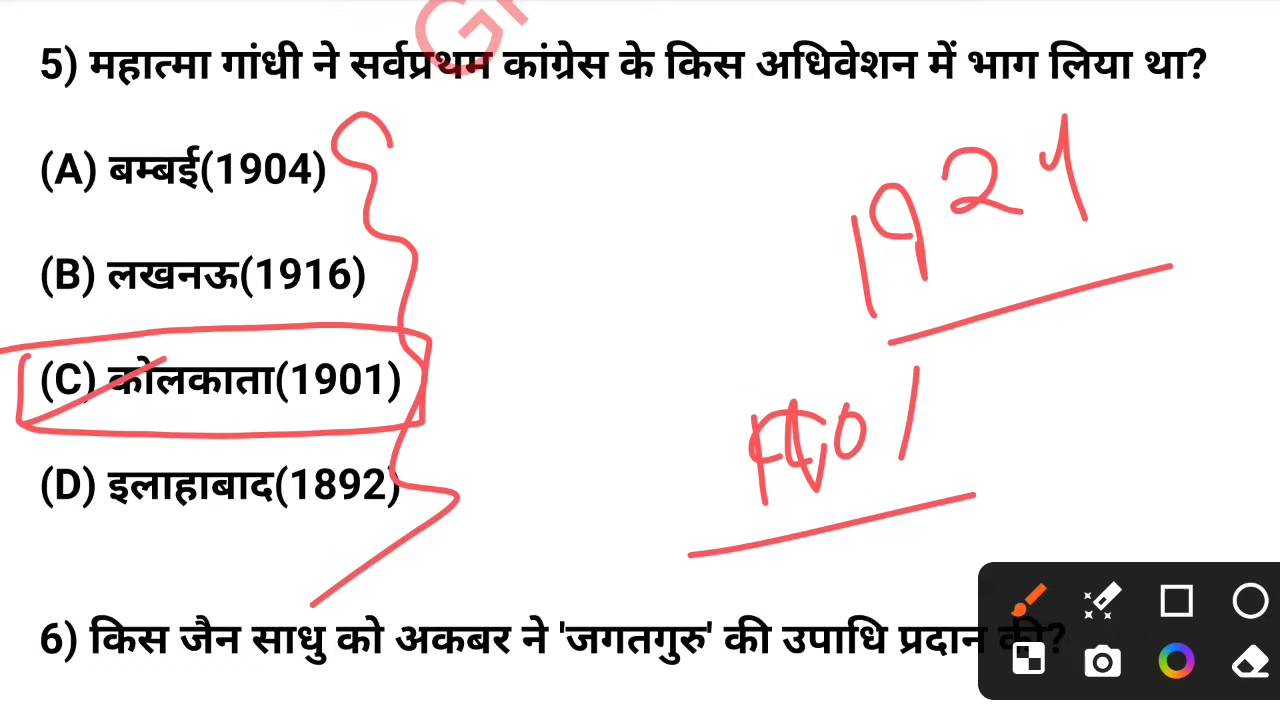 5) महात्मा गांधी ने सर्वप्रथम कांग्रेस के किस अधिवेशन में भाग लिया था?
(A) बम्बई(1904)
(B) लखनऊ(1916)
(C) कोलकाता(1901)
(D) इलाहाबाद(1892)
6) किस जैन साधु को अकबर ने 'जगतगुरु' की उपाधि प्रदान की?